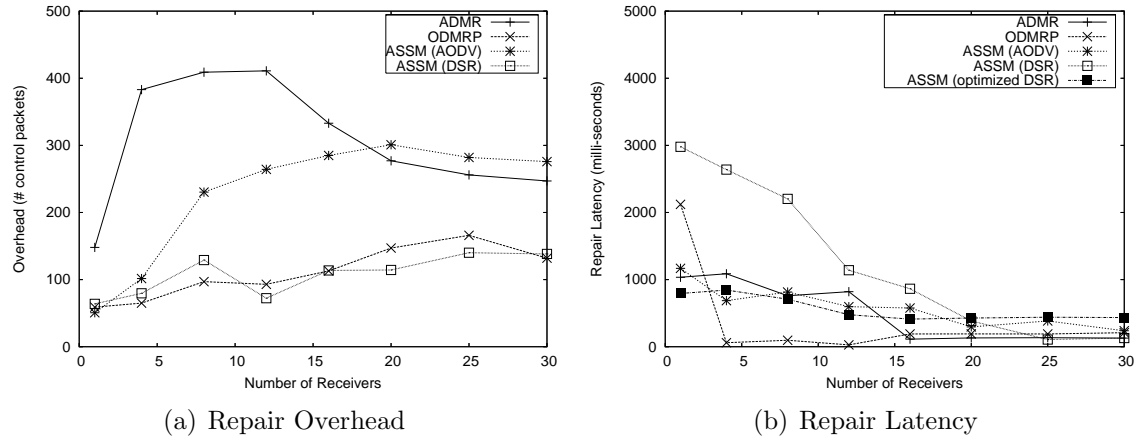 500
400
300
200
100
0
Overhead (# control packets)
0 5 10 15 20 25 30
Number of Receivers
ADMR
ODMRP
ASSM (AODV)
ASSM (DSR)
(a) Repair Overhead
5000
4000
3000
2000
1000
0
Repair Latency (milli-seconds)
0 5 10 15 20 25 30
Number of Receivers
ADMR
ODMRP
ASSM (AODV)
ASSM (DSR)
ASSM (optimized DSR)
(b) Repair Latency